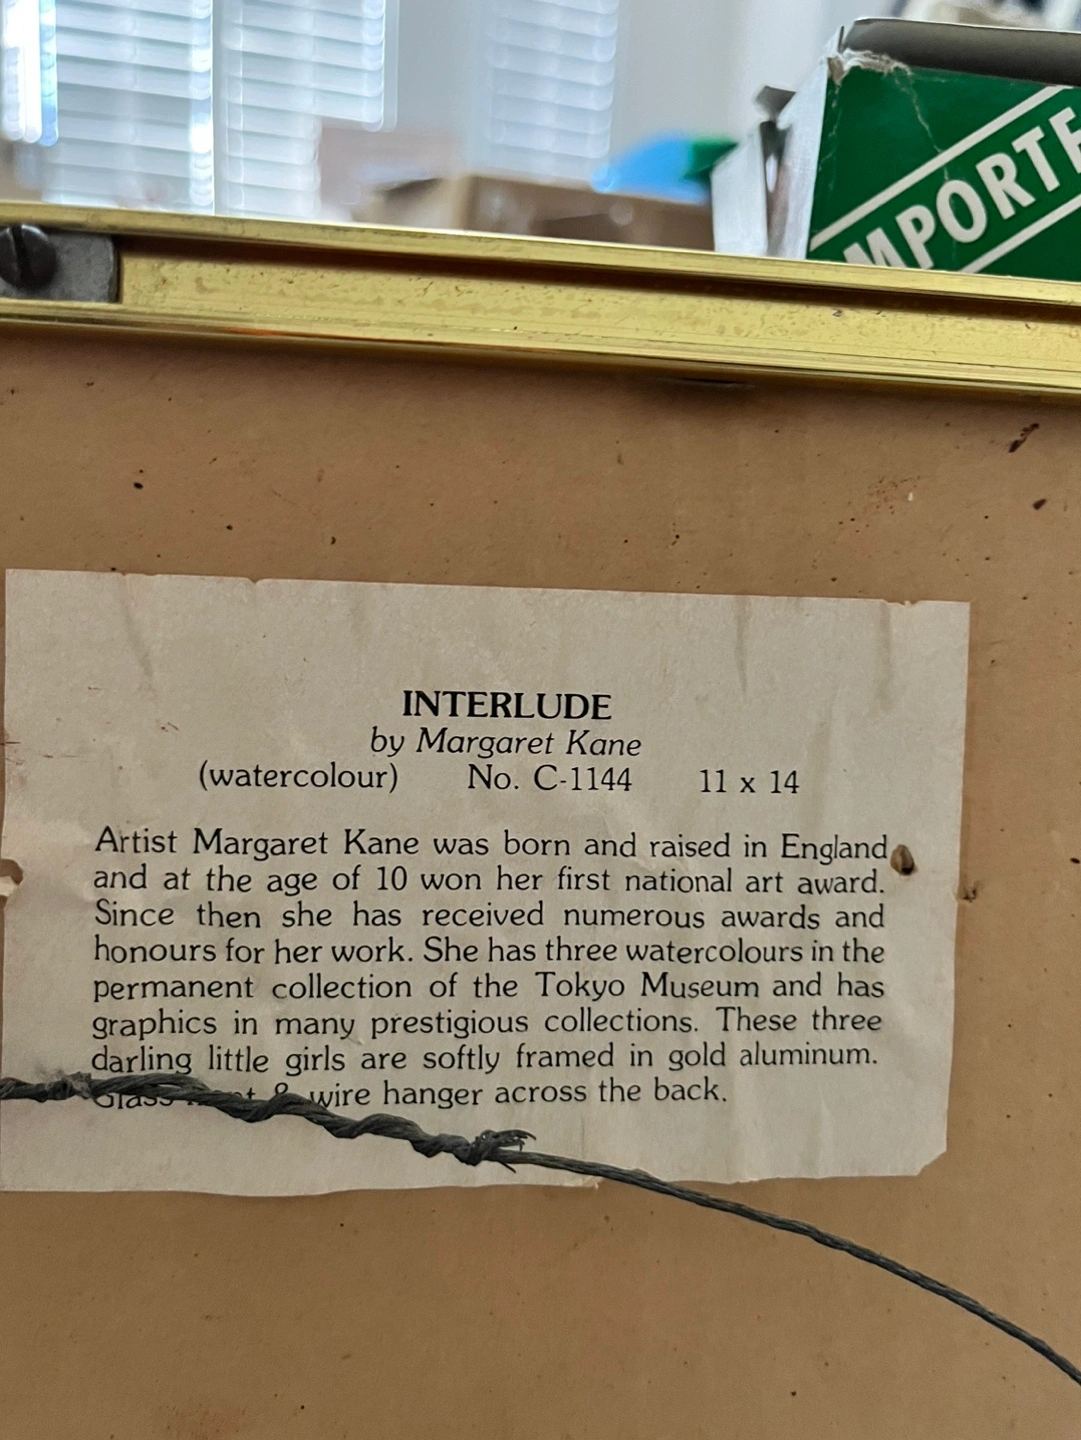 MPORTE
INTERLUDE
by Margaret Kane
(watercolour) No. C-1144 11 x 14
Artist Margaret Kane was born and raised in England
and at the age of 10 won her first national art award.
Since then she has received numerous awards and
honours for her work. She has three watercolours in the
permanent collection of the Tokyo Museum and has
graphics in many prestigious collections. These three
darling little girls are softly framed in gold aluminum.
Glass & wire hanger across the back.